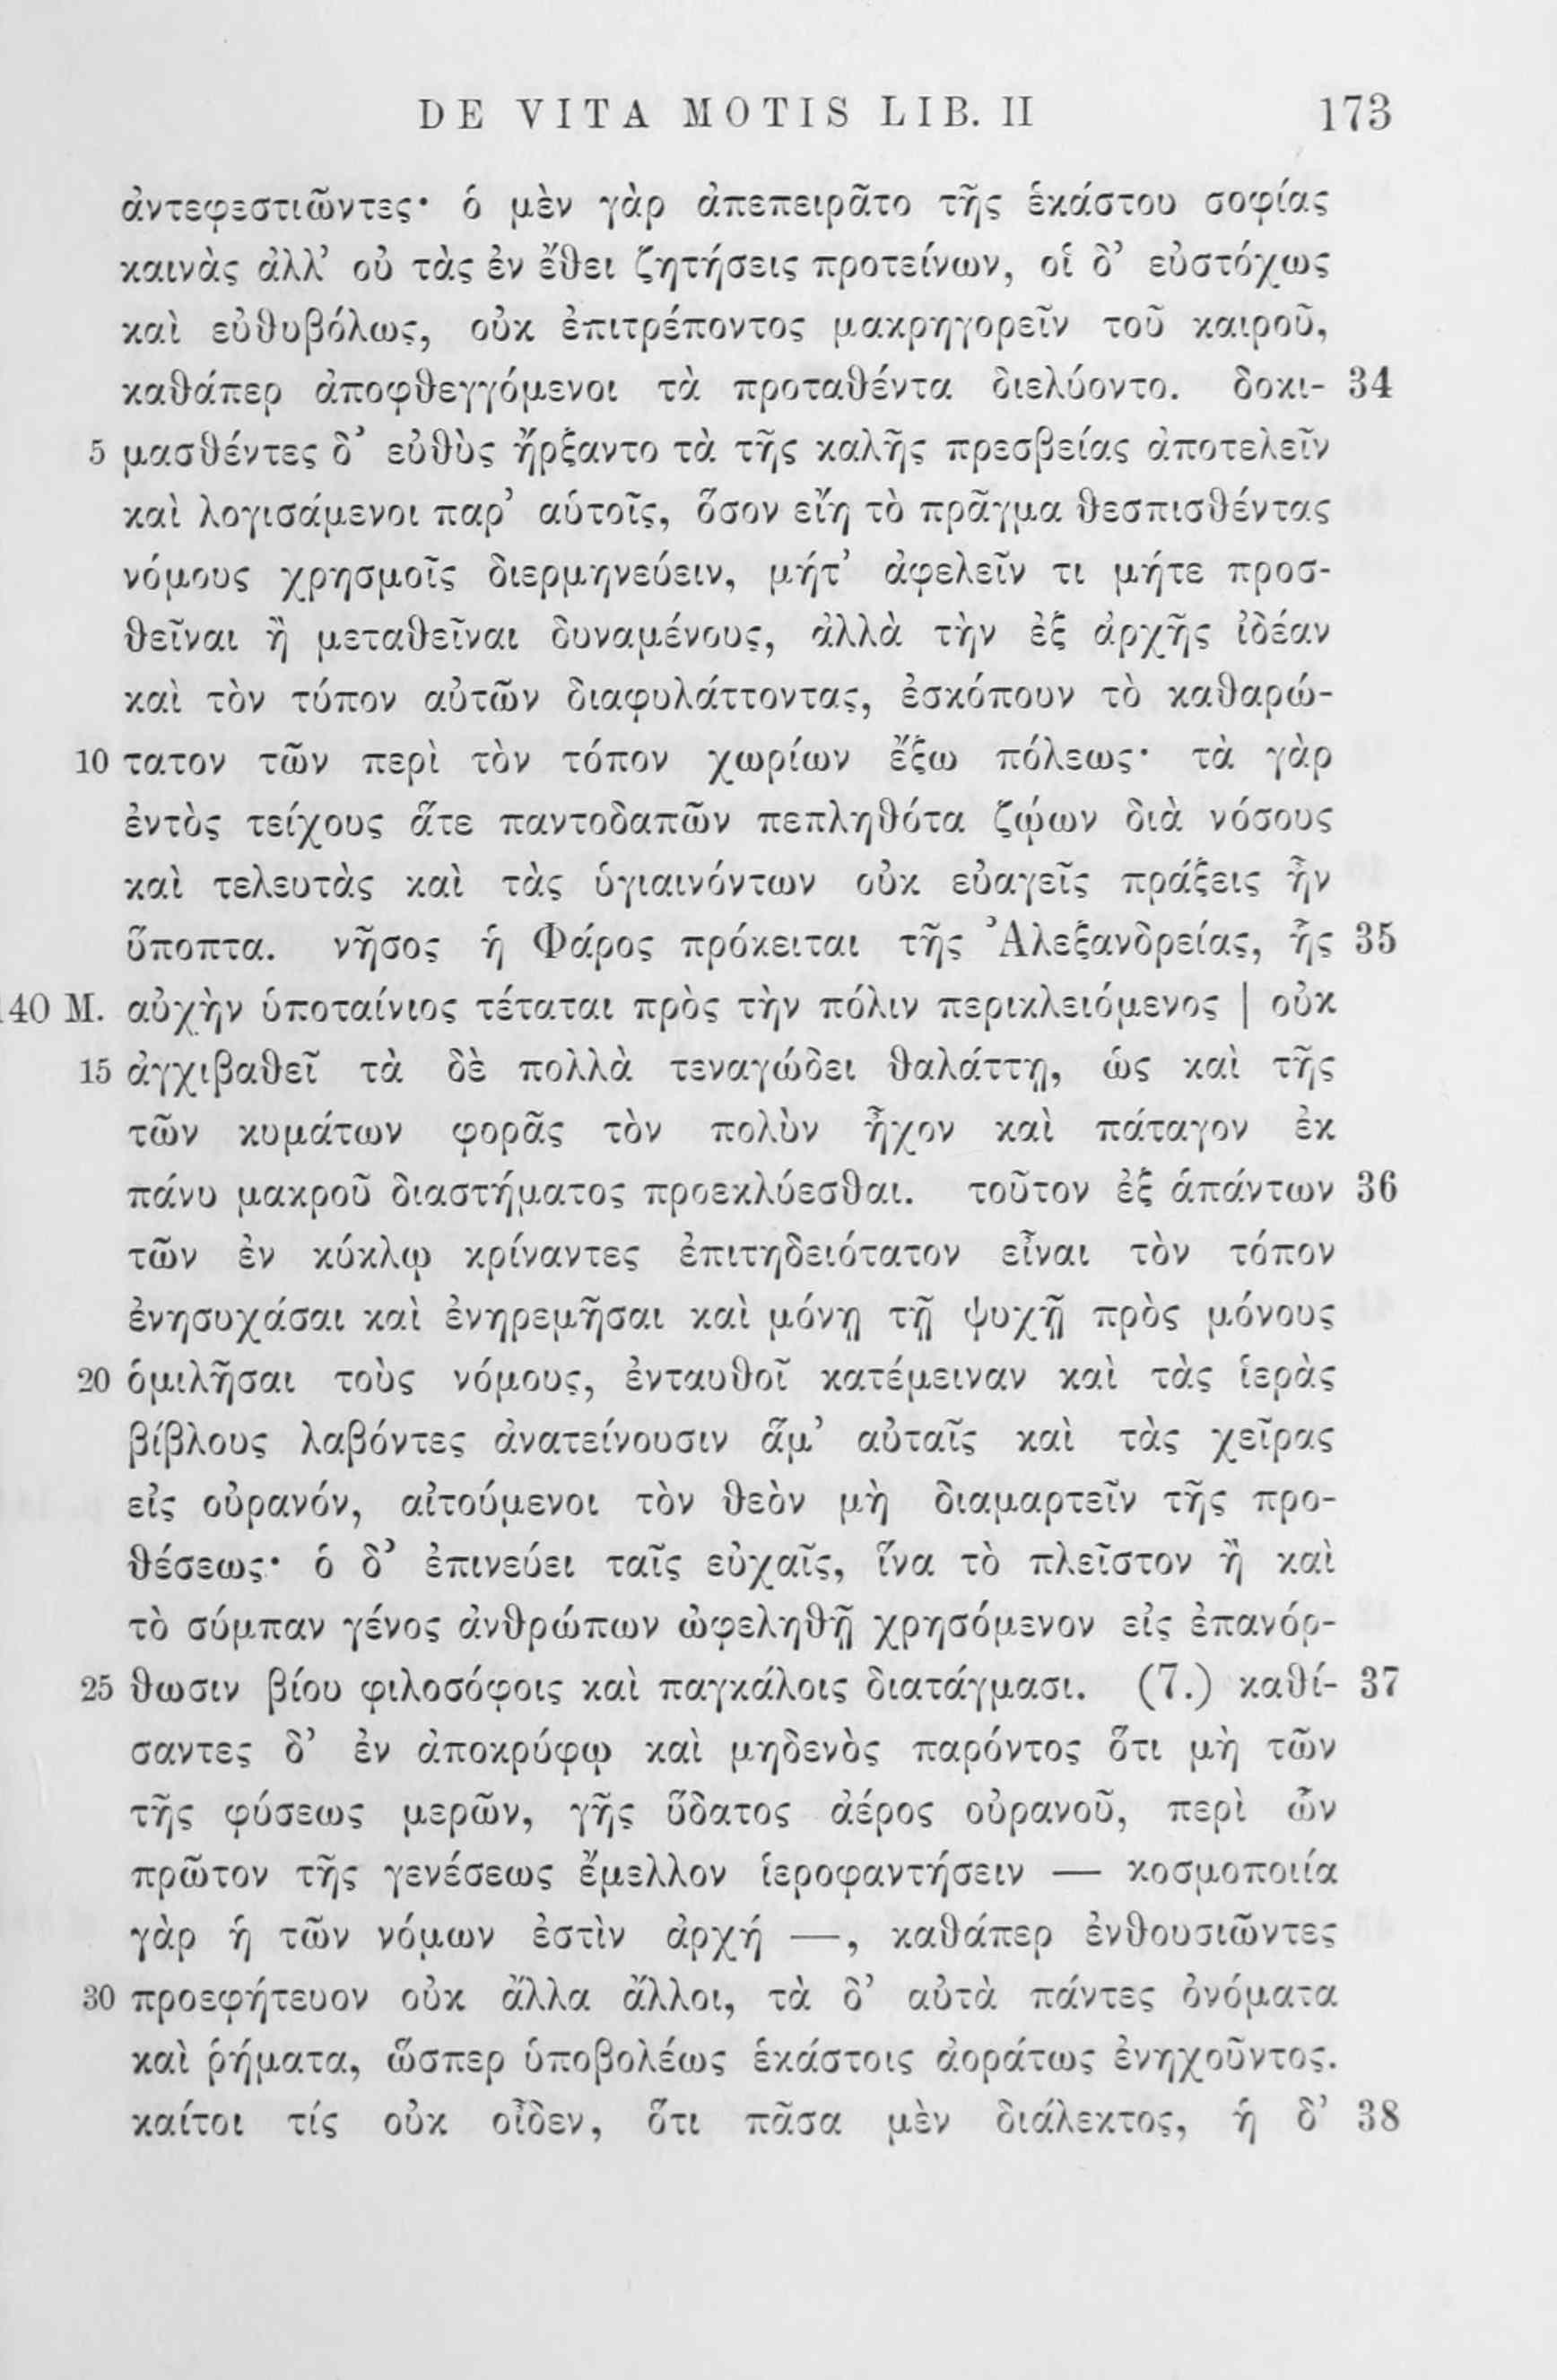 DE VITA MOTIS LIB. II 173
ἀντεφεστιῶντες· ὁ μὲν γὰρ ἀπεπειρᾶτο τῆς ἑκάστου σοφίας
καινὰς ἀλλ’ οὐ τὰς ἐν ἔθει ζητήσεις προτείνων, οἱ δ’ εὐστόχως
καὶ εὐθυβόλως, οὐκ ἐπιτρέποντος μακρηγορεῖν τοῦ καιροῦ,
καθάπερ ἀποφθεγγόμενοι τὰ προταθέντα διελύοντο. δοκι- 34
5 μασθέντες δ’ εὐθὺς ἤρξαντο τὰ τῆς καλῆς πρεσβείας ἀποτελεῖν
καὶ λογισάμενοι παρ’ αὑτοῖς, ὅσον εἴη τὸ πρᾶγμα θεσπισθέντας
νόμους χρησμοῖς διερμηνεύειν, μήτ’ ἀφελεῖν τι μήτε προσ-
θεῖναι ἢ μεταθεῖναι δυναμένους, ἀλλὰ τὴν ἐξ ἀρχῆς ἰδέαν
καὶ τὸν τύπον αὐτῶν διαφυλάττοντας, ἐσκόπουν τὸ καθαρώ-
10 τατον τῶν περὶ τὸν τόπον χωρίων ἔξω πόλεως· τὰ γὰρ
ἐντὸς τείχους ἅτε παντοδαπῶν πεπληθότα ζῴων διὰ νόσους
καὶ τελευτὰς καὶ τὰς ὑγιαινόντων οὐκ εὐαγεῖς πράξεις ἦν
ὕποπτα. νῆσος ἡ Φάρος πρόκειται τῆς Ἀλεξανδρείας, ἧς 35
140 M. αὐχὴν ὑποταίνιος τέταται πρὸς τὴν πόλιν περικλειόμενος | οὐκ
15 ἀγχιβαθεῖ τὰ δὲ πολλὰ τεναγώδει θαλάττῃ, ὡς καὶ τῆς
τῶν κυμάτων φορᾶς τὸν πολὺν ἦχον καὶ πάταγον ἐκ
πάνυ μακροῦ διαστήματος προεκλύεσθαι. τοῦτον ἐξ ἁπάντων 36
τῶν ἐν κύκλῳ κρίναντες ἐπιτηδειότατον εἶναι τὸν τόπον
ἐνησυχάσαι καὶ ἐνηρεμῆσαι καὶ μόνῃ τῇ ψυχῇ πρὸς μόνους
20 ὁμιλῆσαι τοὺς νόμους, ἐνταυθοῖ κατέμειναν καὶ τὰς ἱερὰς
βίβλους λαβόντες ἀνατείνουσιν ἅμ’ αὐταῖς καὶ τὰς χεῖρας
εἰς οὐρανόν, αἰτούμενοι τὸν θεὸν μὴ διαμαρτεῖν τῆς προ-
θέσεως· ὁ δ’ ἐπινεύει ταῖς εὐχαῖς, ἵνα τὸ πλεῖστον ἢ καὶ
τὸ σύμπαν γένος ἀνθρώπων ὠφεληθῇ χρησόμενον εἰς ἐπανόρ-
25 θωσιν βίου φιλοσόφοις καὶ παγκάλοις διατάγμασι. (7.) καθί- 37
σαντες δ’ ἐν ἀποκρύφῳ καὶ μηδενὸς παρόντος ὅτι μὴ τῶν
τῆς φύσεως μερῶν, γῆς ὕδατος ἀέρος οὐρανοῦ, περὶ ὧν
πρῶτον τῆς γενέσεως ἔμελλον ἱεροφαντήσειν — κοσμοποιία
γὰρ ἡ τῶν νόμων ἐστὶν ἀρχή —, καθάπερ ἐνθουσιῶντες
30 προεφήτευον οὐκ ἄλλα ἄλλοι, τὰ δ’ αὐτὰ πάντες ὀνόματα
καὶ ῥήματα, ὥσπερ ὑποβολέως ἑκάστοις ἀοράτως ἐνηχοῦντος.
καίτοι τίς οὐκ οἶδεν, ὅτι πᾶσα μὲν διάλεκτος, ἡ δ’ 38